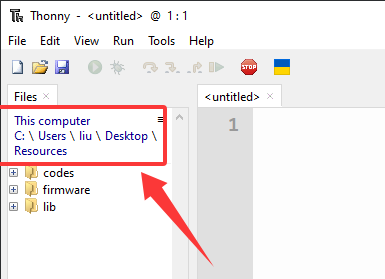 Thonny - <untitled> @ 1 : 1
File Edit View Run Tools Help
STOP
Files ×
<untitled> ×
This computer
C: \ Users \ liu \ Desktop \
Resources
1
codes
firmware
lib